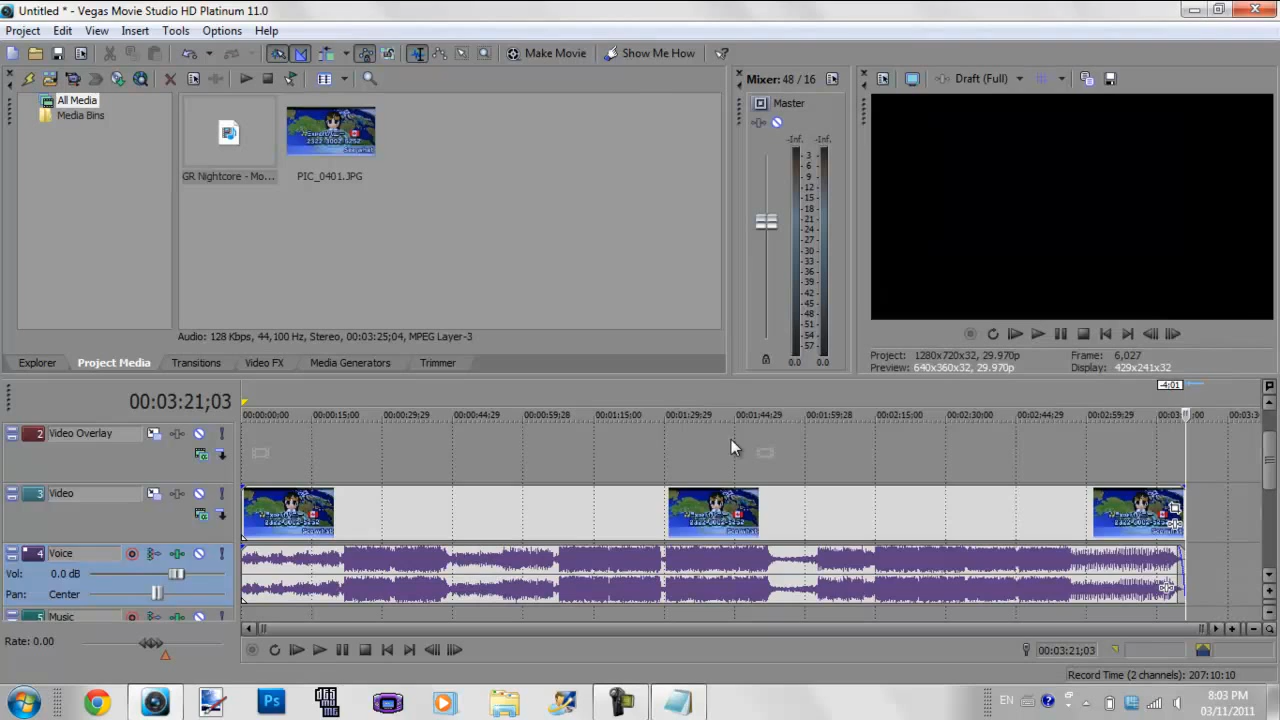 Untitled * - Vegas Movie Studio HD Platinum 11.0
Project Edit View Insert Tools Options Help
Make Movie Show Me How
All Media
Media Bins
GR Nightcore - Mo...
PIC_0401.JPG
Audio: 128 Kbps, 44,100 Hz, Stereo, 00:03:25;04, MPEG Layer-3
Explorer Project Media Transitions Video FX Media Generators Trimmer
Mixer: 48 / 16
Master
-Inf. -Inf.
3
6
9
12
15
18
21
24
27
30
33
36
39
42
45
48
51
54
57
0.0 0.0
Draft (Full)
Project: 1280x720x32, 29.970p
Preview: 640x360x32, 29.970p
Frame: 6,027
Display: 429x241x32
-4:01
00:03:21;03
00:00:00;00 00:00:15;00 00:00:29;29 00:00:44;29 00:00:59;28 00:01:15;00 00:01:29;29 00:01:44;29 00:01:59;28 00:02:15;00 00:02:30;00 00:02:44;29 00:02:59;29
2 Video Overlay
3 Video
4 Voice
Vol: 0.0 dB
Pan: Center
5 Music
Rate: 0.00
00:03:21;03
Record Time (2 channels): 207:10:10
EN
8:03 PM
03/11/2011